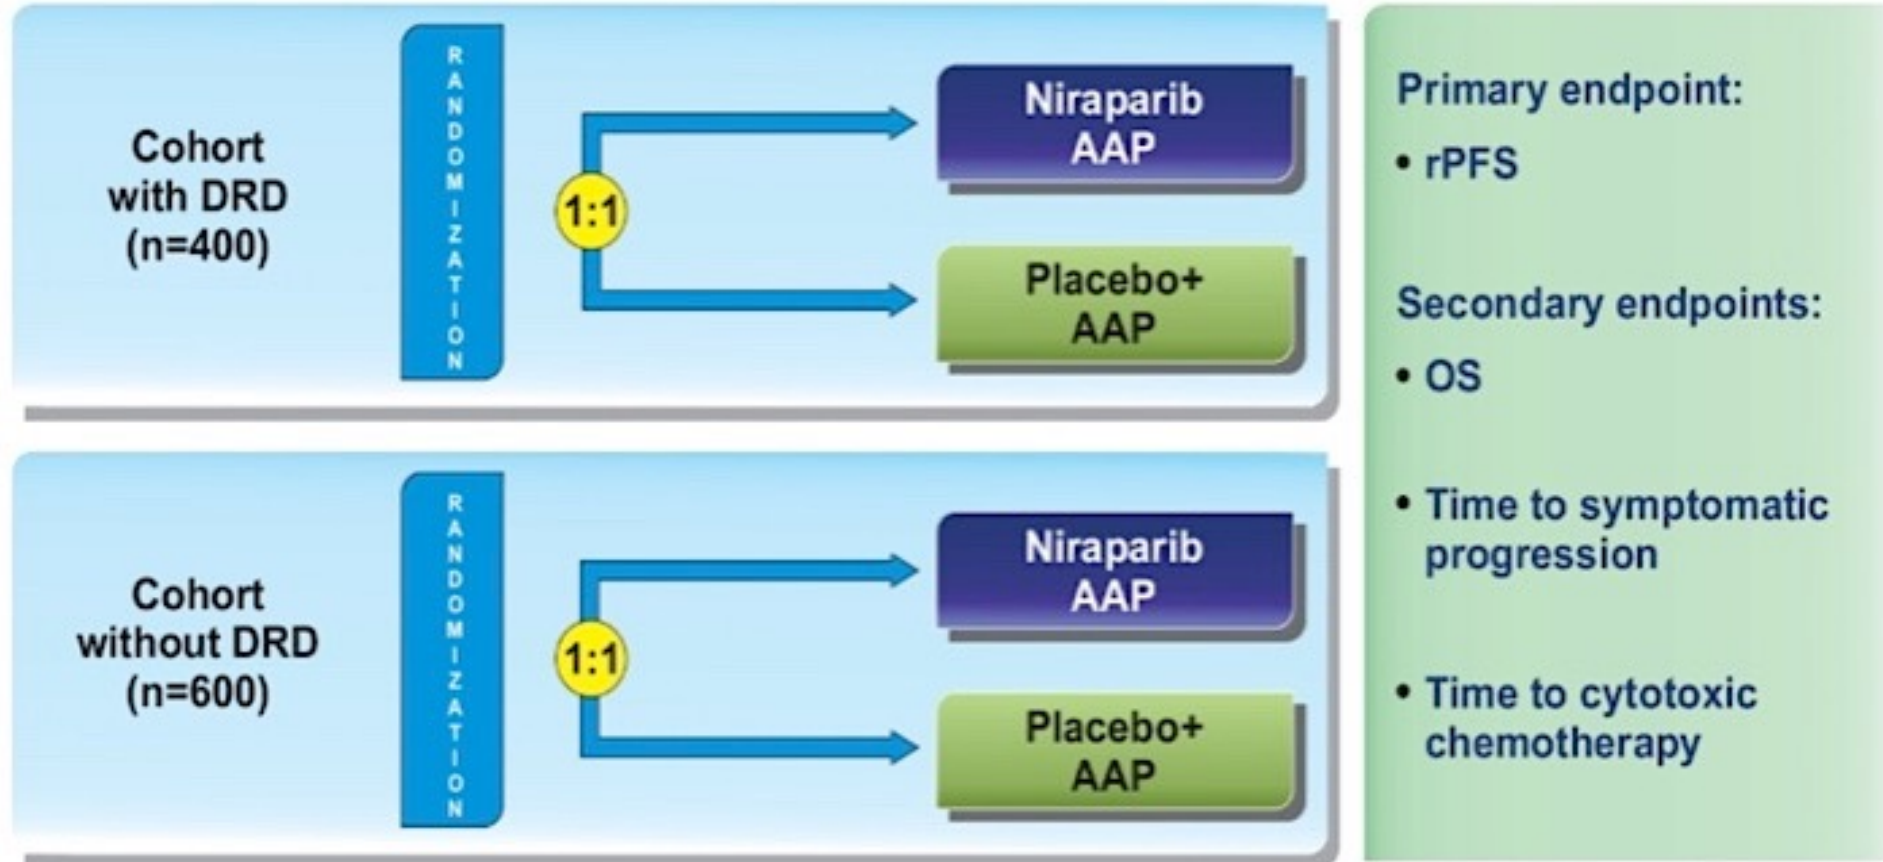 Cohort
with DRD
(n=400)
RANDOMIZATION
1:1
Niraparib
AAP
Placebo+
AAP
Cohort
without DRD
(n=600)
RANDOMIZATION
1:1
Niraparib
AAP
Placebo+
AAP
Primary endpoint:
• rPFS
Secondary endpoints:
• OS
• Time to symptomatic
progression
• Time to cytotoxic
chemotherapy